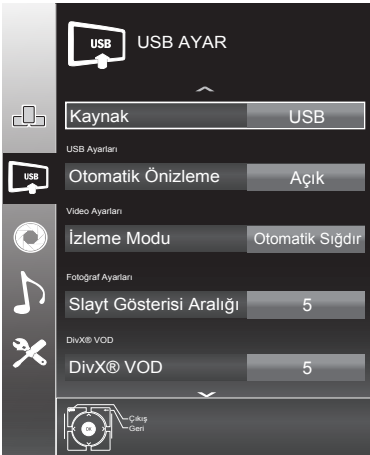 USB USB AYAR
Kaynak USB
USB Ayarları
USB
Otomatik Önizleme Açık
Video Ayarları
İzleme Modu Otomatik Sığdır
Fotoğraf Ayarları
Slayt Gösterisi Aralığı 5
DivX® VOD
DivX® VOD 5
OK
Çıkış
Geri